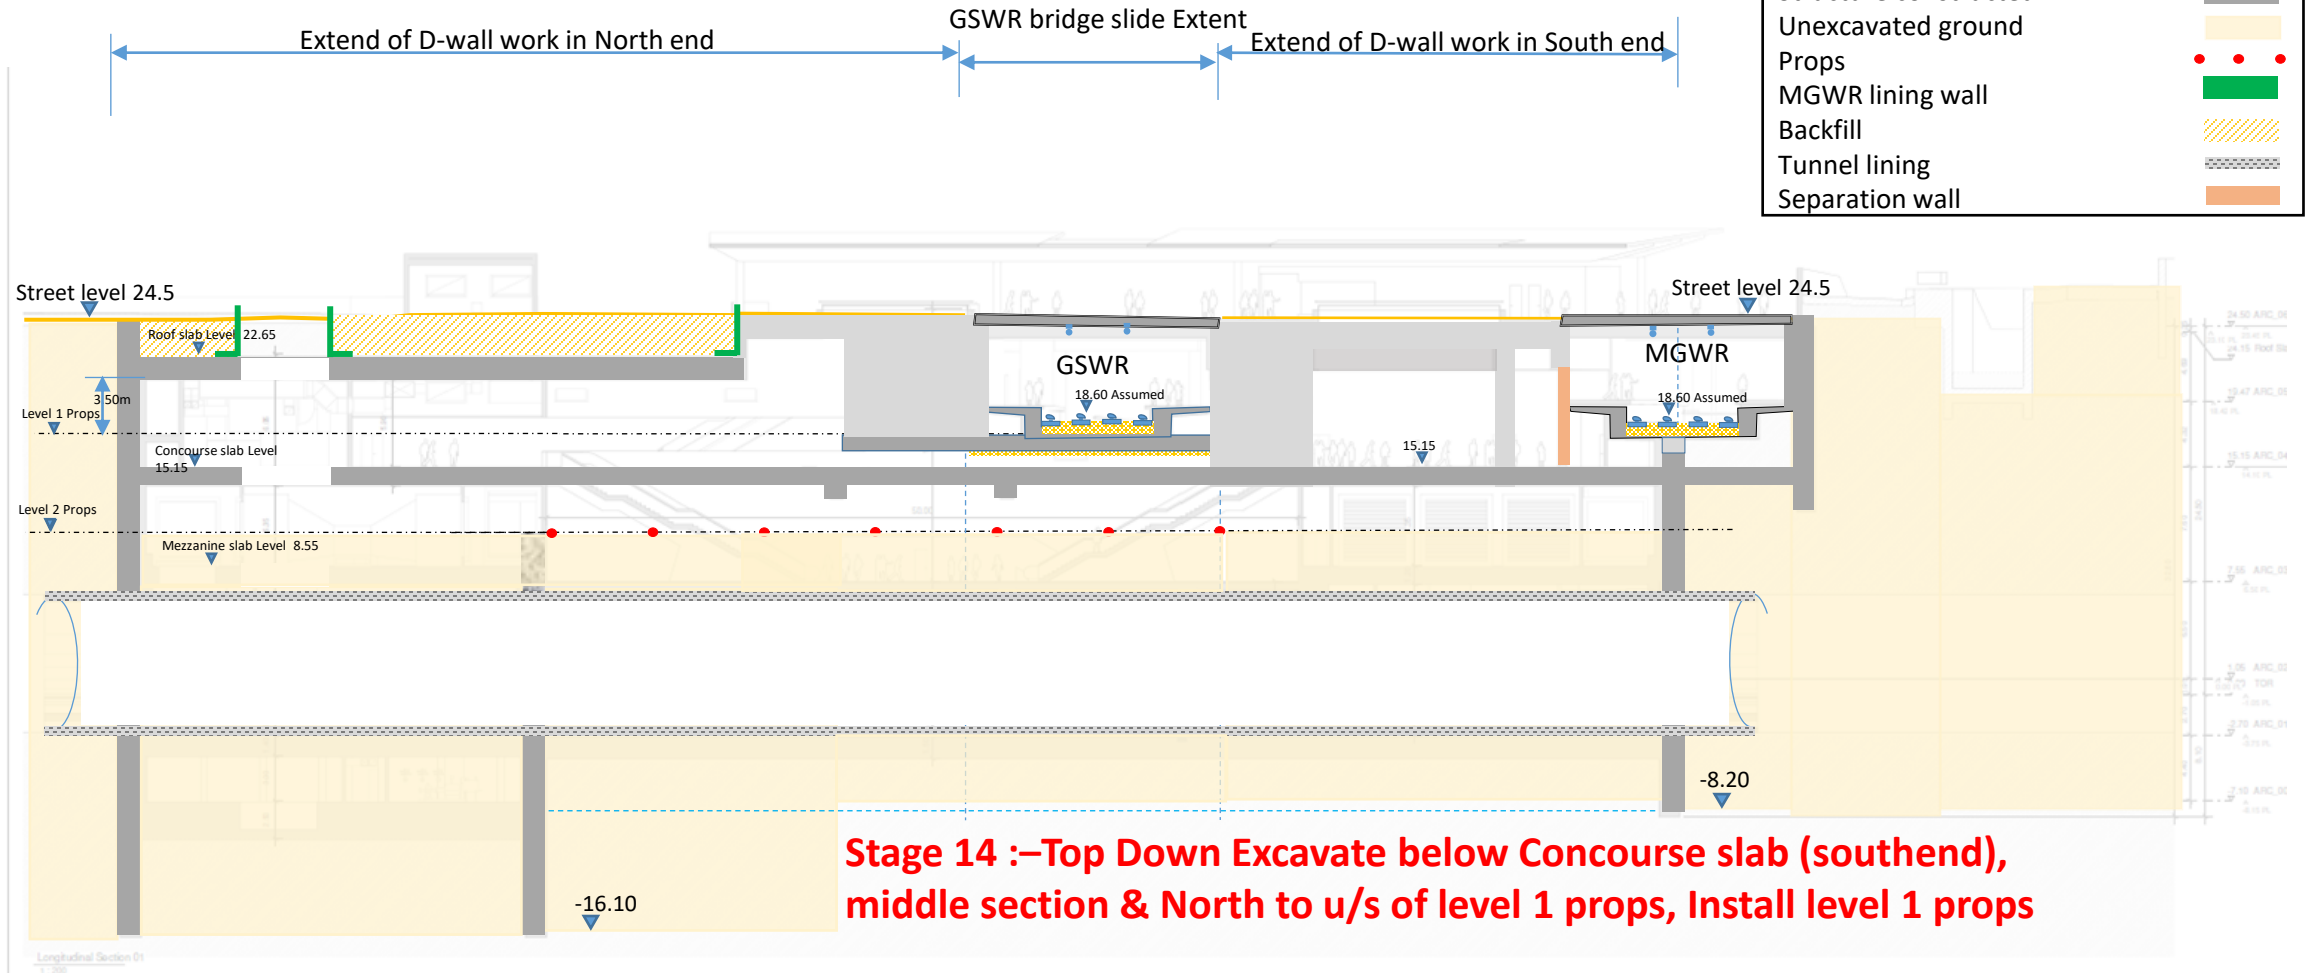 GSWR bridge slide Extent
Extend of D-wall work in North end
Extend of D-wall work in South end
Unexcavated ground
Props
MGWR lining wall
Backfill
Tunnel lining
Separation wall
Street level 24.5
Street level 24.5
Roof slab Level 22.65
GSWR
MGWR
3.50m
18.60 Assumed
18.60 Assumed
Level 1 Props
Concourse slab Level
15.15
15.15
Level 2 Props
Mezzanine slab Level 8.55
-8.20
Stage 14 :–Top Down Excavate below Concourse slab (southend),
middle section & North to u/s of level 1 props, Install level 1 props
-16.10
Longitudinal Section 01